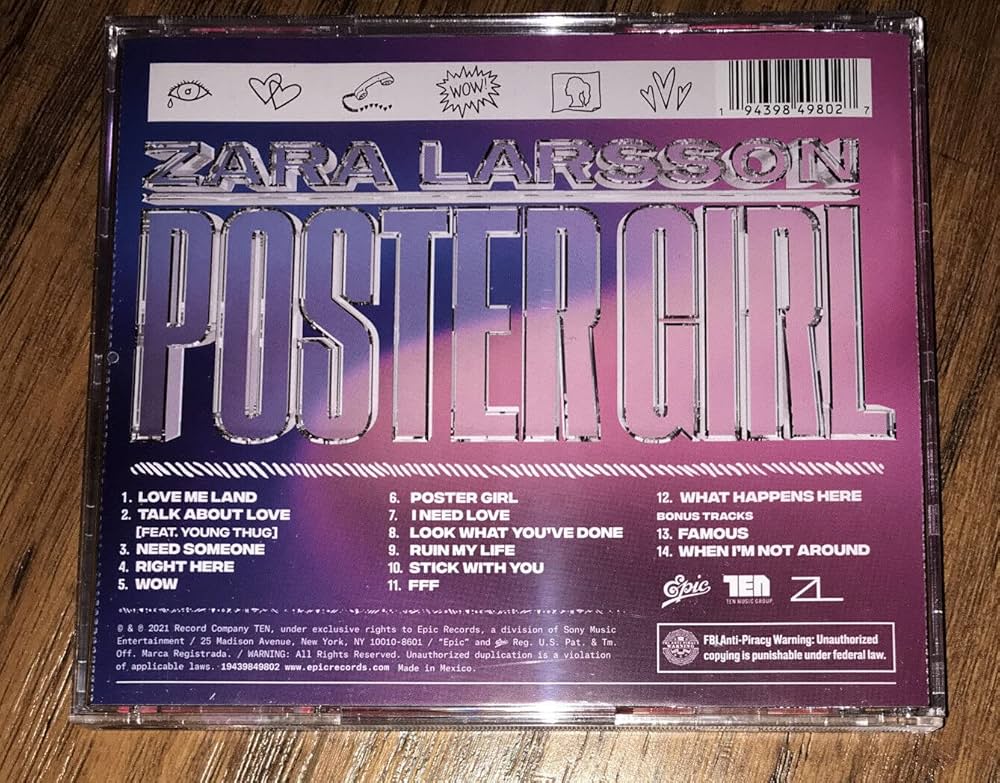 WOW!
1 94398 49802 7
ZARA LARSSON
POSTER GIRL
1. LOVE ME LAND
2. TALK ABOUT LOVE
[FEAT. YOUNG THUG]
3. NEED SOMEONE
4. RIGHT HERE
5. WOW
6. POSTER GIRL
7. I NEED LOVE
8. LOOK WHAT YOU'VE DONE
9. RUIN MY LIFE
10. STICK WITH YOU
11. FFF
12. WHAT HAPPENS HERE
BONUS TRACKS
13. FAMOUS
14. WHEN I'M NOT AROUND
Epic
TEN
TEN MUSIC GROUP
ZL
© & ℗ 2021 Record Company TEN, under exclusive rights to Epic Records, a division of Sony Music
Entertainment / 25 Madison Avenue, New York, NY 10010-8601 / "Epic" and Epic Reg. U.S. Pat. & Tm.
Off. Marca Registrada. / WARNING: All Rights Reserved. Unauthorized duplication is a violation
of applicable laws. 19439849802 www.epicrecords.com Made in Mexico.
FBI Anti-Piracy Warning: Unauthorized
copying is punishable under federal law.